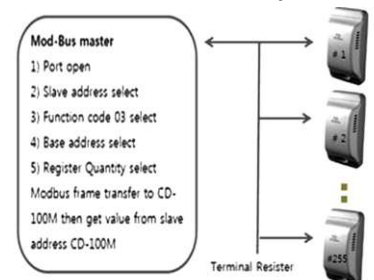 Mod-Bus master
1) Port open
2) Slave address select
3) Function code 03 select
4) Base address select
5) Register Quantity select
Modbus frame transfer to CD-
100M then get value from slave
address CD-100M
# 1
# 2
#255
Terminal Resister